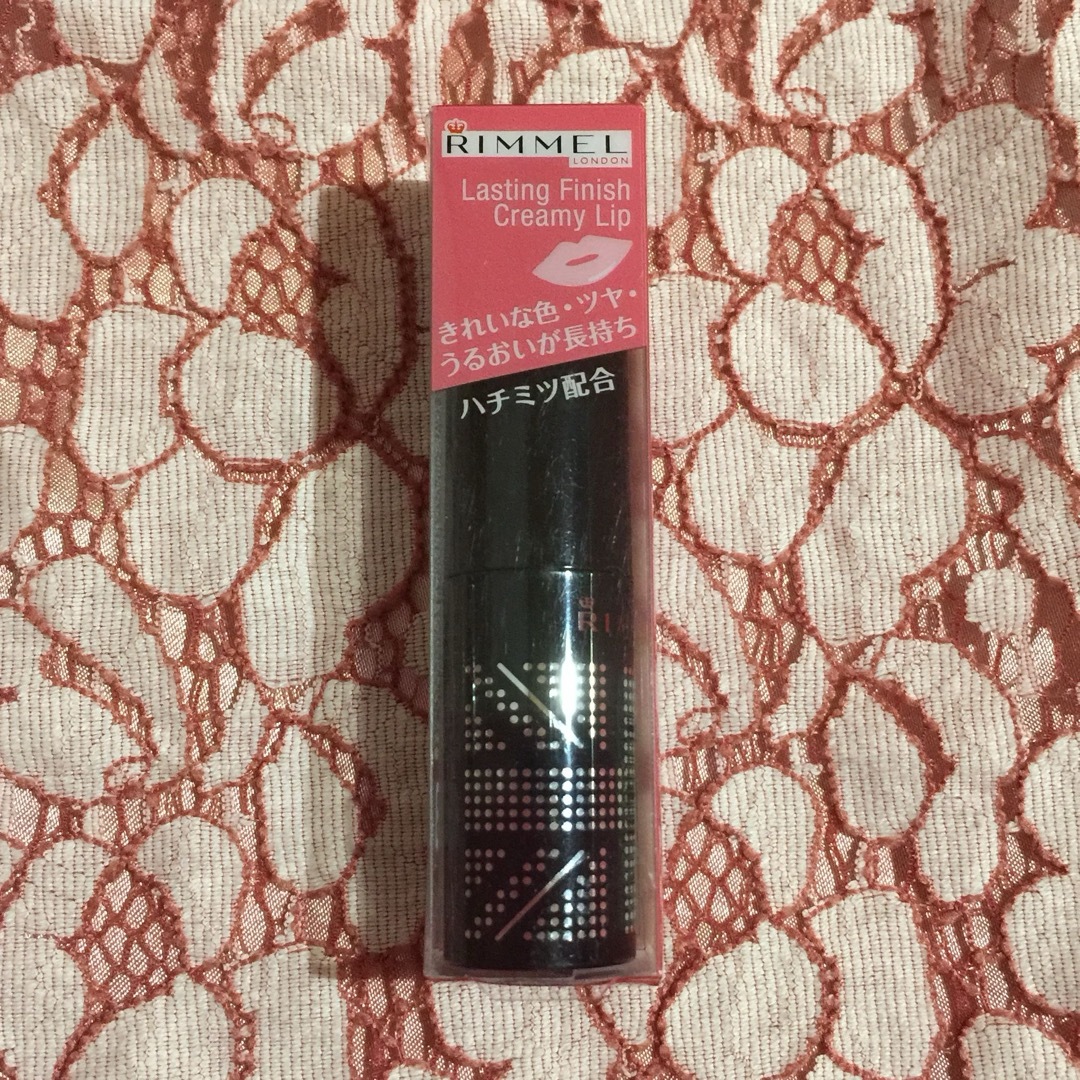 RIMMEL
LONDON
Lasting Finish
Creamy Lip
きれいな色・ツヤ・
うるおいが長持ち
ハチミツ配合
RI